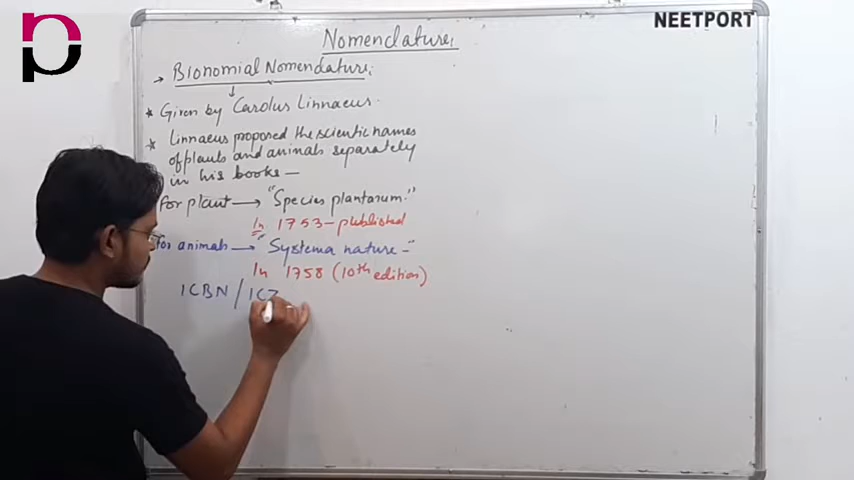 NEETPORT
Nomenclature
→ Bionomial Nomenclature
* Given by Carolus Linnaeus.
* Linnaeus proposed the scientic names
of plants and animals separately
in his books —
for plant → "Species plantarum."
In 1753 - published
for animals → "Systema nature -"
In 1758 (10th edition)
ICBN / ICZ